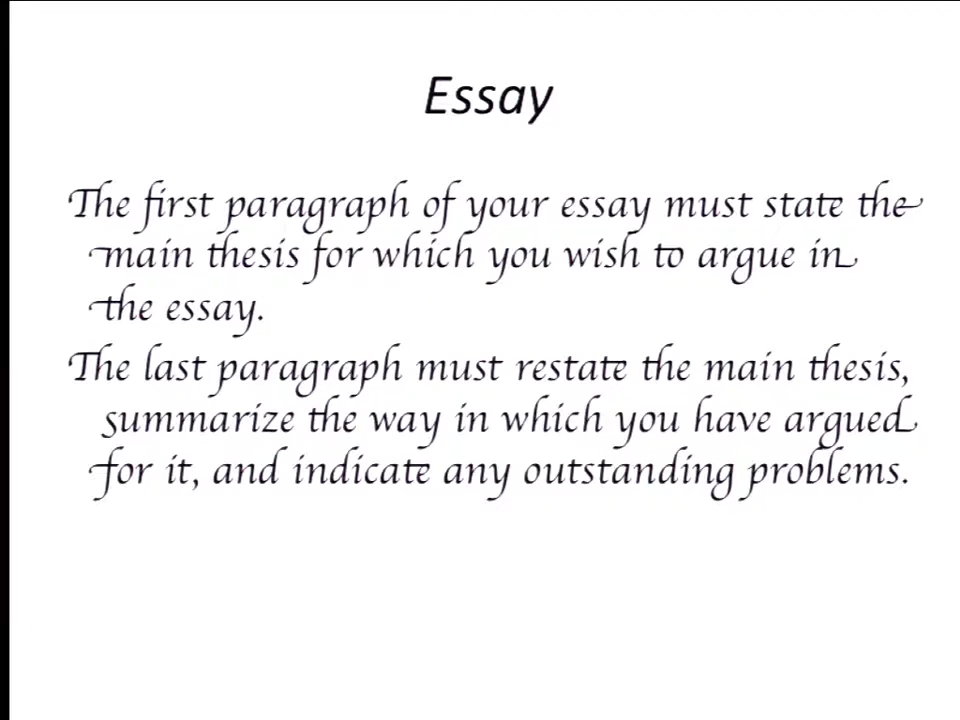 Essay
The first paragraph of your essay must state the
main thesis for which you wish to argue in
the essay.
The last paragraph must restate the main thesis,
summarize the way in which you have argued
for it, and indicate any outstanding problems.